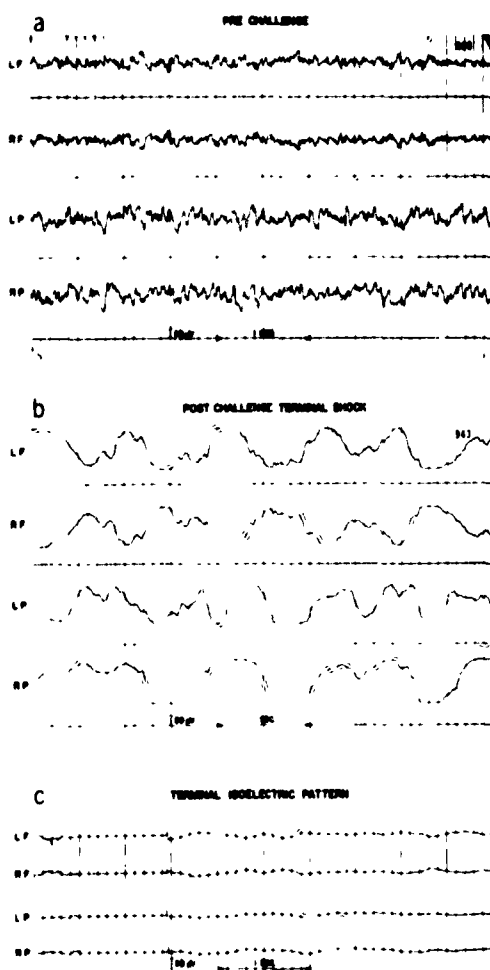 a
PRE CHALLENGE
LF
RF
LP
RP
b
POST CHALLENGE TERMINAL SHOCK
LF
RF
LP
RP
c
TERMINAL ISOELECTRIC PATTERN
LF
RF
LP
RP